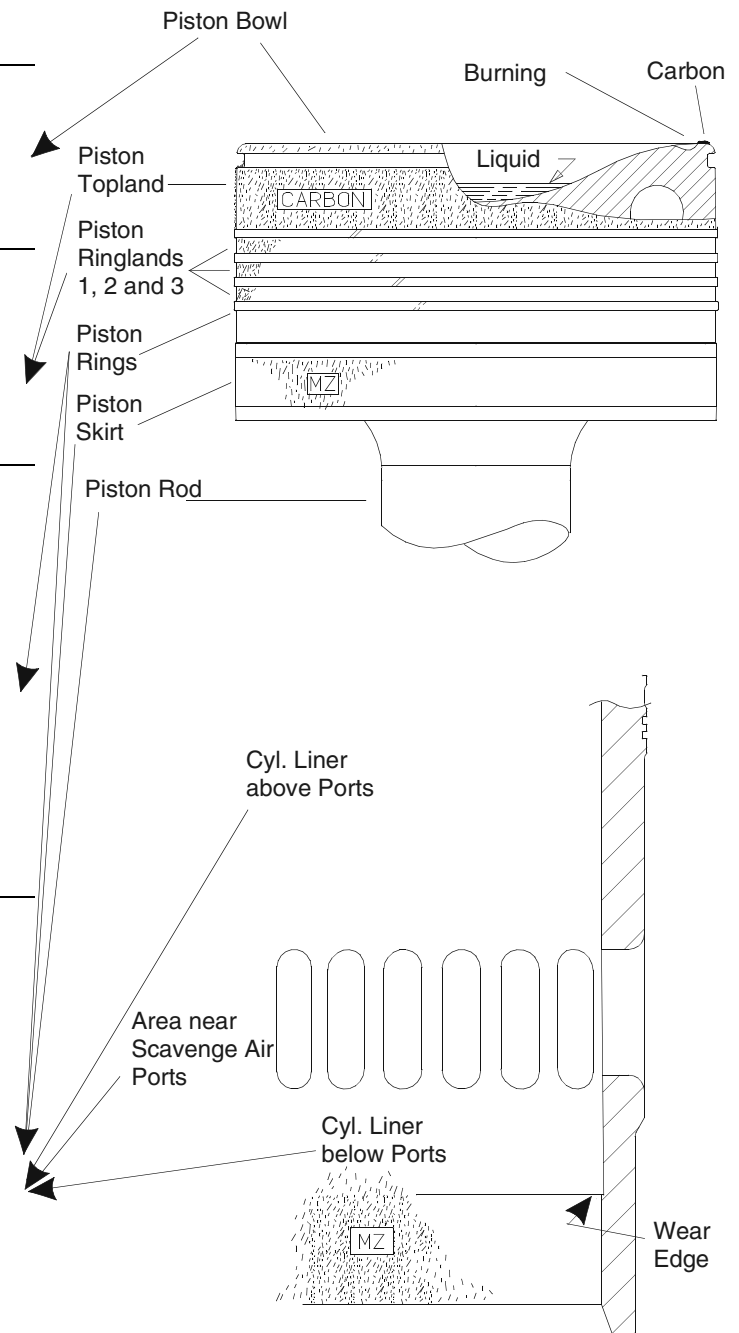 Piston Bowl
Burning
Carbon
Piston
Topland
Liquid
CARBON
Piston
Ringlands
1, 2 and 3
Piston
Rings
MZ
Piston
Skirt
Piston Rod
Cyl. Liner
above Ports
Area near
Scavenge Air
Ports
Cyl. Liner
below Ports
MZ
Wear
Edge